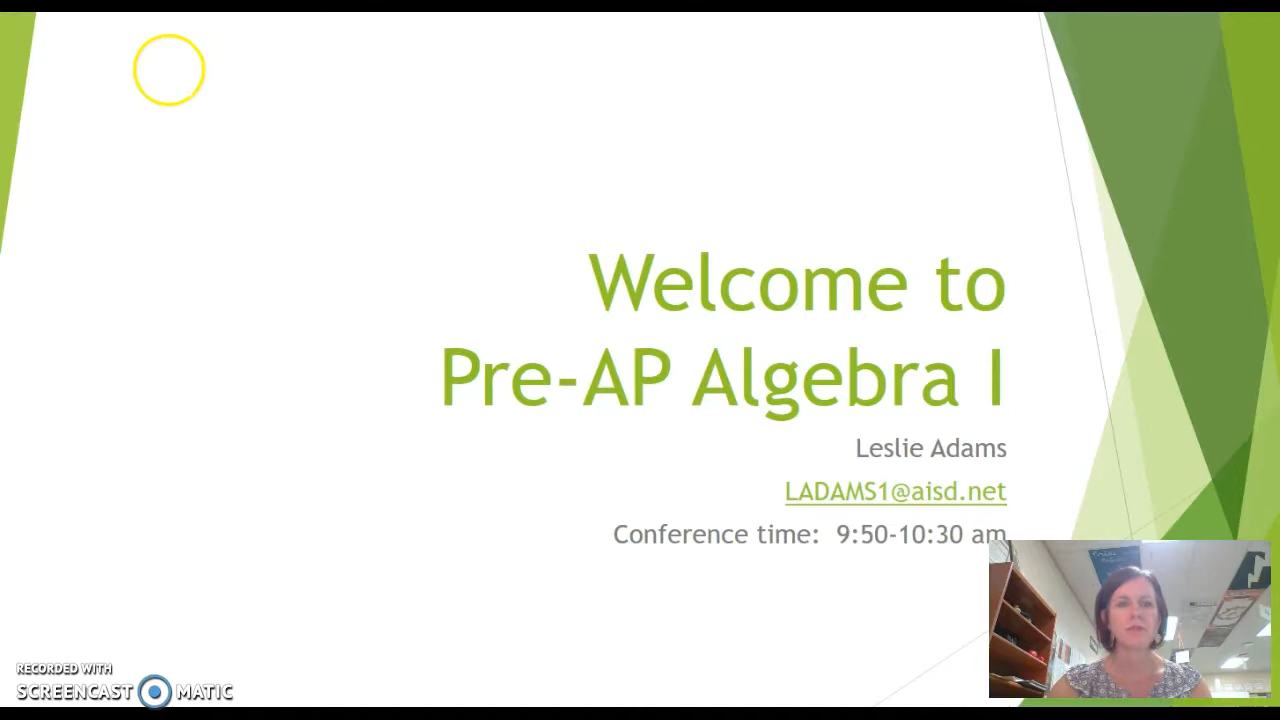 Welcome to
Pre-AP Algebra I
Leslie Adams
LADAMS1@aisd.net
Conference time: 9:50-10:30 am
RECORDED WITH
SCREENCAST MATIC